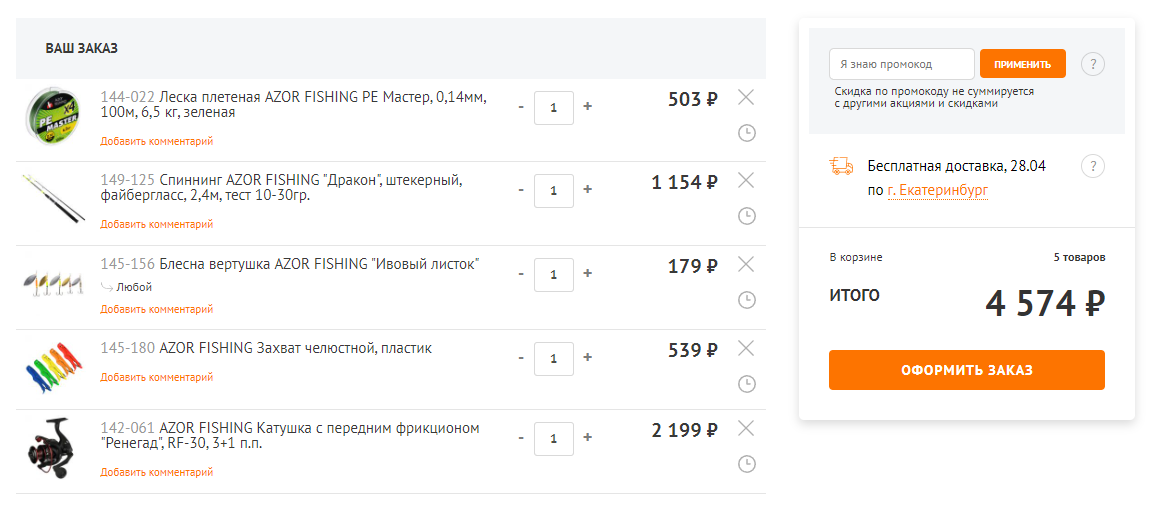 ВАШ ЗАКАЗ
144-022 Леска плетеная AZOR FISHING PE Мастер, 0,14мм,
100м, 6,5 кг, зеленая
Добавить комментарий
- 1 +
503 ₽
149-125 Спиннинг AZOR FISHING "Дракон", штекерный,
файбергласс, 2,4м, тест 10-30гр.
Добавить комментарий
- 1 +
1 154 ₽
145-156 Блесна вертушка AZOR FISHING "Ивовый листок"
Любой
Добавить комментарий
- 1 +
179 ₽
145-180 AZOR FISHING Захват челюстной, пластик
Добавить комментарий
- 1 +
539 ₽
142-061 AZOR FISHING Катушка с передним фрикционом
"Ренегад", RF-30, 3+1 п.п.
Добавить комментарий
- 1 +
2 199 ₽
Я знаю промокод
ПРИМЕНИТЬ
?
Скидка по промокоду не суммируется
с другими акциями и скидками
Бесплатная доставка, 28.04
?
по г. Екатеринбург
В корзине 5 товаров
ИТОГО 4 574 ₽
ОФОРМИТЬ ЗАКАЗ
PE
MASTER
X4